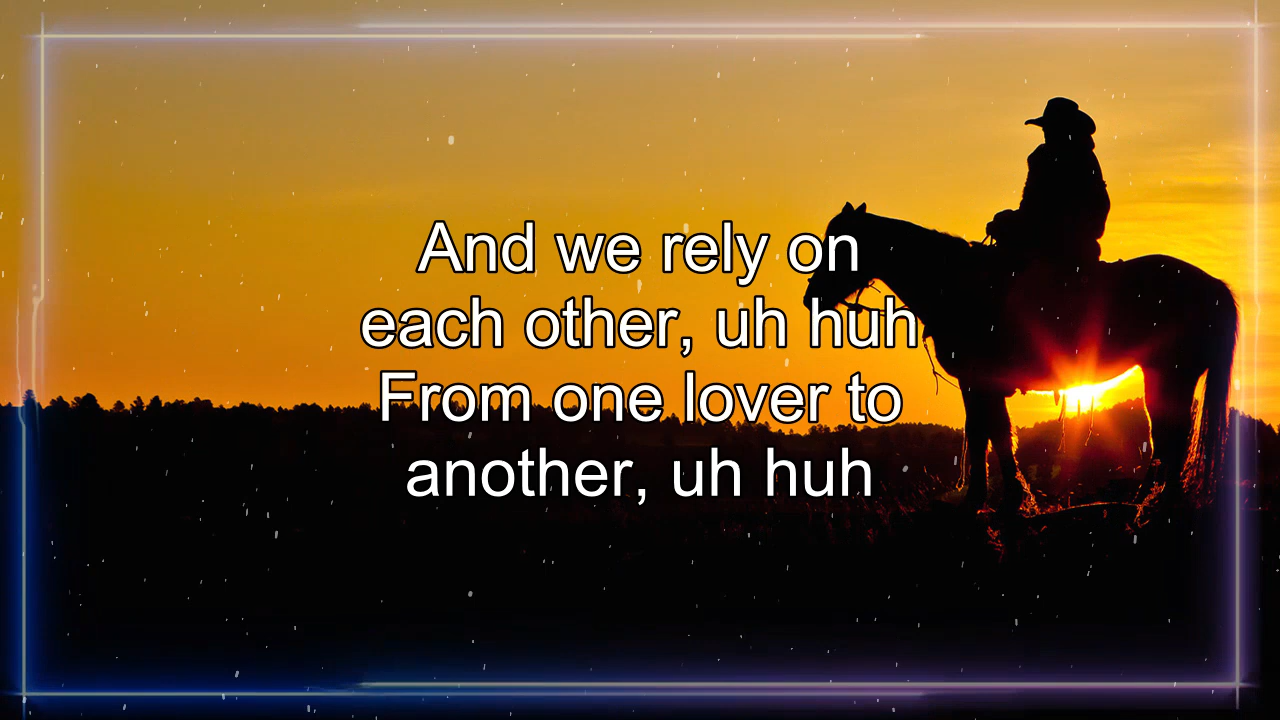 And we rely on
each other, uh huh
From one lover to
another, uh huh